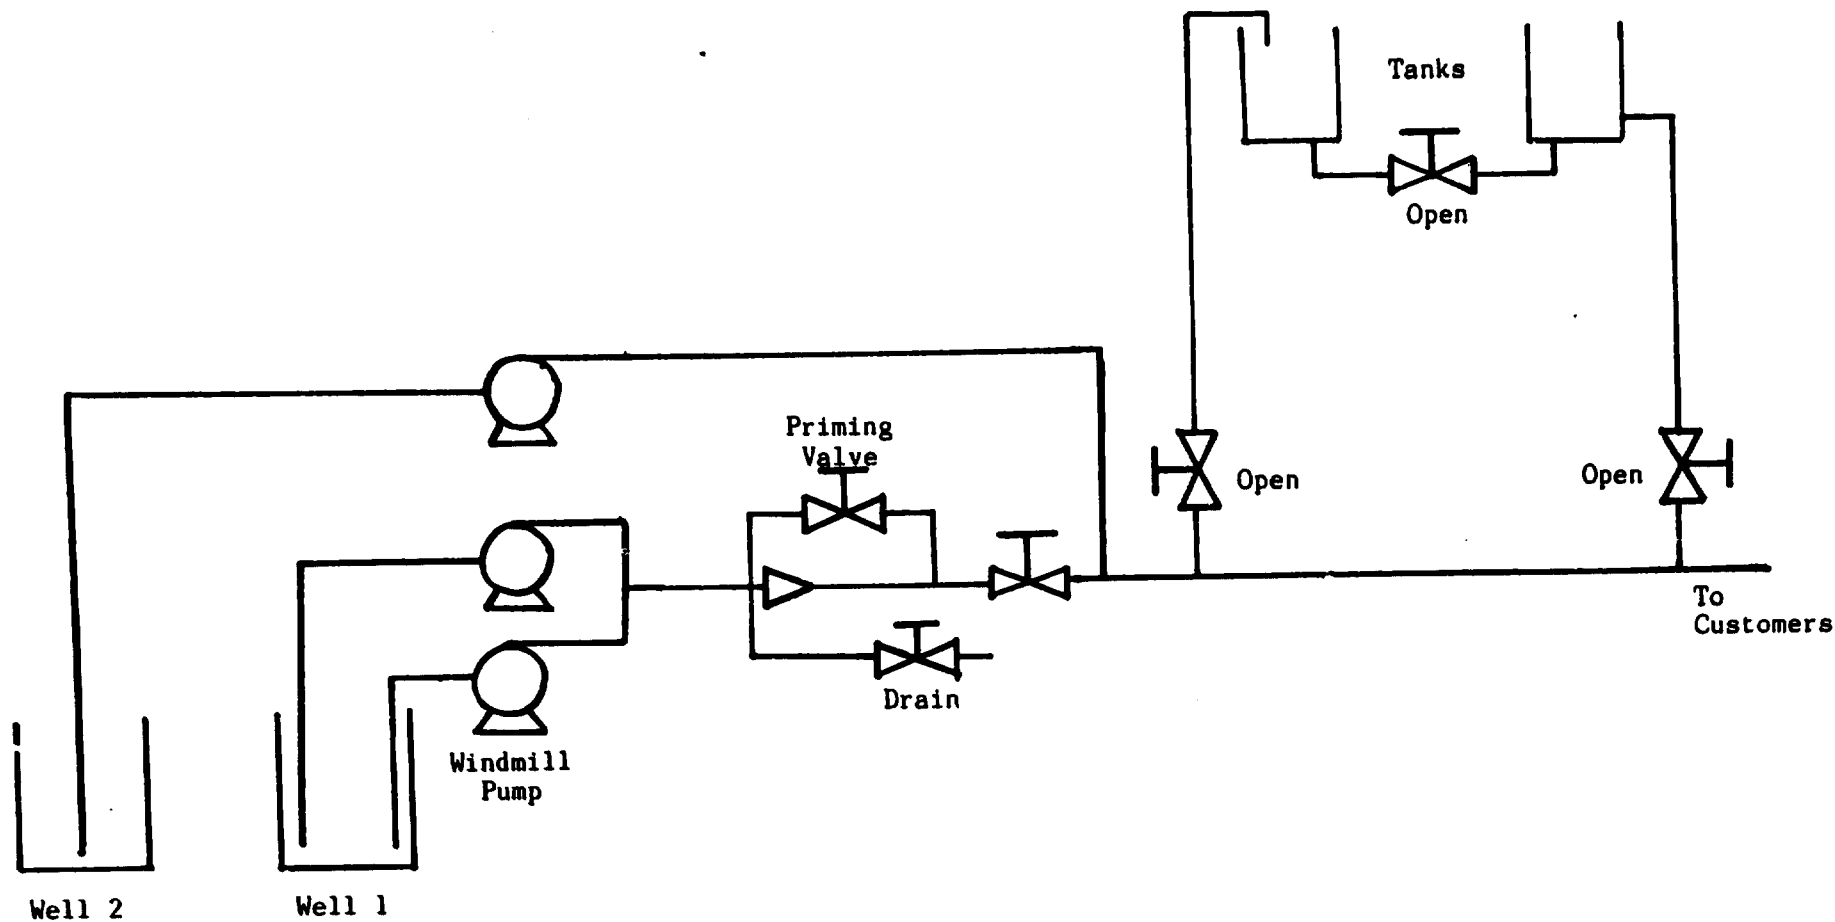 Tanks
Open
Priming
Valve
Open
Open
To
Customers
Drain
Windmill
Pump
Well 2
Well 1